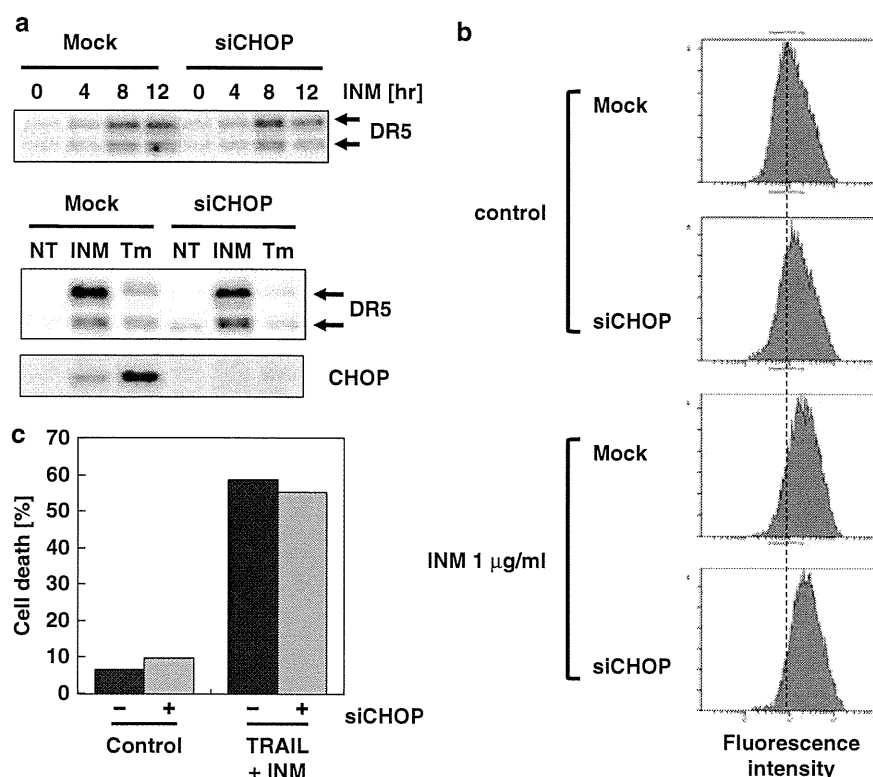 a
Mock siCHOP
0 4 8 12 0 4 8 12 INM [hr]
DR5
Mock siCHOP
NT INM Tm NT INM Tm
DR5
CHOP
b
control
Mock
siCHOP
INM 1 μg/ml
Mock
siCHOP
Fluorescence
intensity
c
Cell death [%]
70
60
50
40
30
20
10
0
− + − + siCHOP
Control TRAIL
+ INM